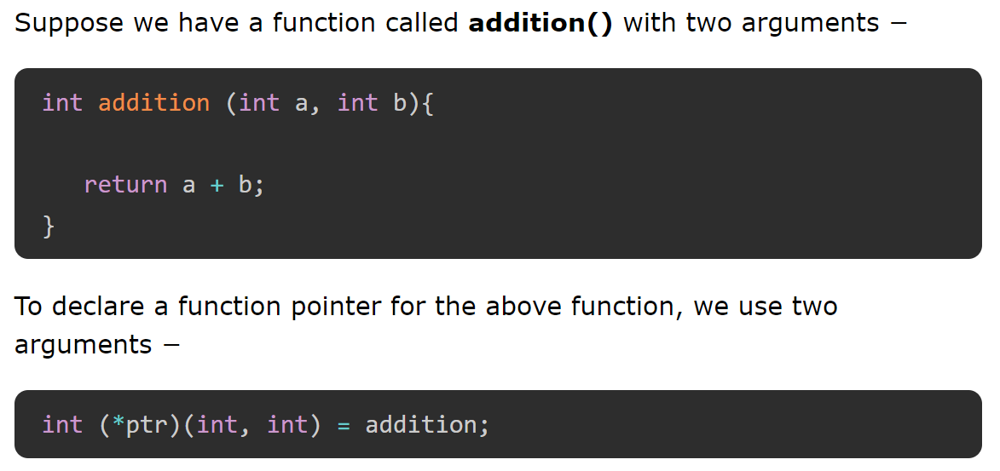 Suppose we have a function called addition() with two arguments −
int addition (int a, int b){
return a + b;
}
To declare a function pointer for the above function, we use two
arguments −
int (*ptr)(int, int) = addition;